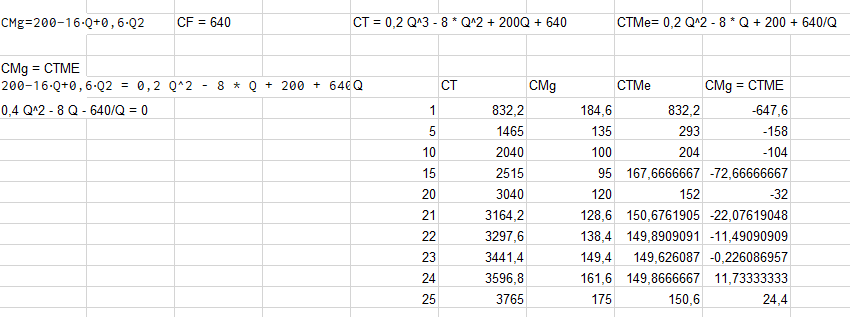 CMg=200-16·Q+0,6·Q2 CF = 640 CT = 0,2 Q^3 - 8 * Q^2 + 200Q + 640 CTMe= 0,2 Q^2 - 8 * Q + 200 + 640/Q
CMg = CTME
200-16·Q+0,6·Q2 = 0,2 Q^2 - 8 * Q + 200 + 640 Q CT CMg CTMe CMg = CTME
0,4 Q^2 - 8 Q - 640/Q = 0 1 832,2 184,6 832,2 -647,6
5 1465 135 293 -158
10 2040 100 204 -104
15 2515 95 167,6666667 -72,66666667
20 3040 120 152 -32
21 3164,2 128,6 150,6761905 -22,07619048
22 3297,6 138,4 149,8909091 -11,49090909
23 3441,4 149,4 149,626087 -0,226086957
24 3596,8 161,6 149,8666667 11,73333333
25 3765 175 150,6 24,4